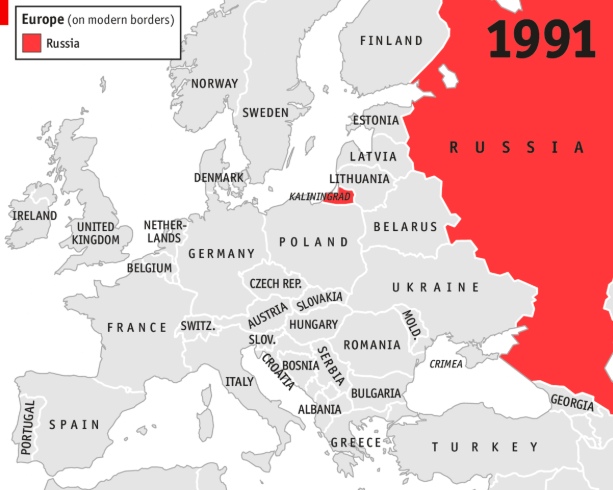 Europe (on modern borders)
Russia
1991
FINLAND
NORWAY
SWEDEN
ESTONIA
RUSSIA
LATVIA
DENMARK
LITHUANIA
KALININGRAD
IRELAND
UNITED
KINGDOM
NETHER-
LANDS
BELARUS
POLAND
GERMANY
BELGIUM
CZECH REP.
UKRAINE
SLOVAKIA
AUSTRIA
FRANCE
SWITZ.
HUNGARY
MOLD.
SLOV.
ROMANIA
CROATIA
BOSNIA
SERBIA
CRIMEA
ITALY
BULGARIA
GEORGIA
PORTUGAL
SPAIN
ALBANIA
GREECE
TURKEY